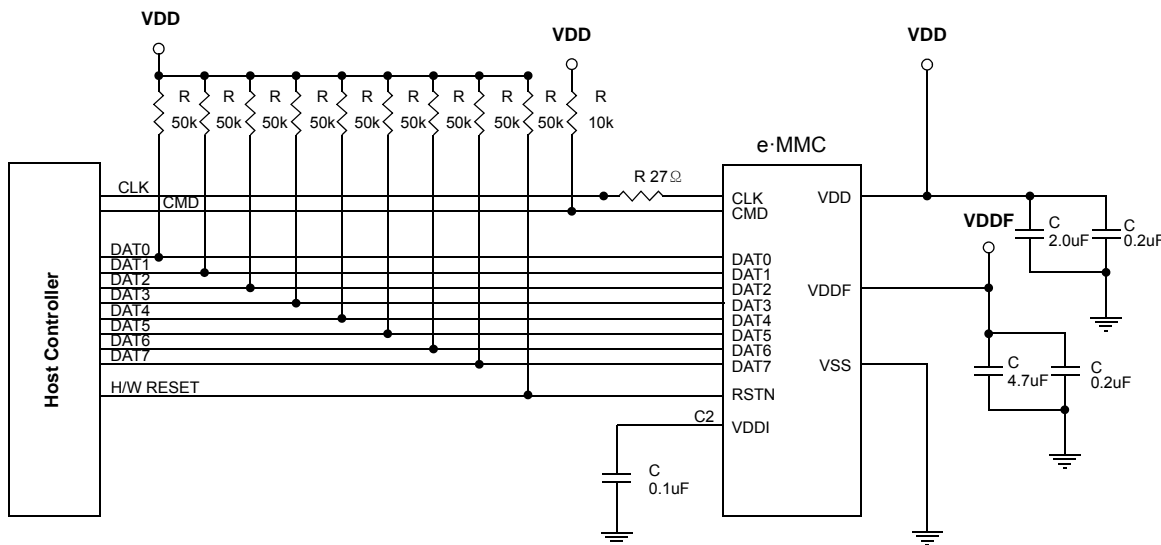 VDD
VDD
VDD
R R R R R R R R R R
50k 50k 50k 50k 50k 50k 50k 50k 50k 10k
e·MMC
R 27Ω
CLK
CMD
CLK
CMD
VDD
VDDF
C
2.0uF
C
0.2uF
Host Controller
DAT0
DAT1
DAT2
DAT3
DAT4
DAT5
DAT6
DAT7
DAT0
DAT1
DAT2
DAT3
DAT4
DAT5
DAT6
DAT7
VDDF
VSS
C
4.7uF
C
0.2uF
H/W RESET
RSTN
C2
VDDI
C
0.1uF